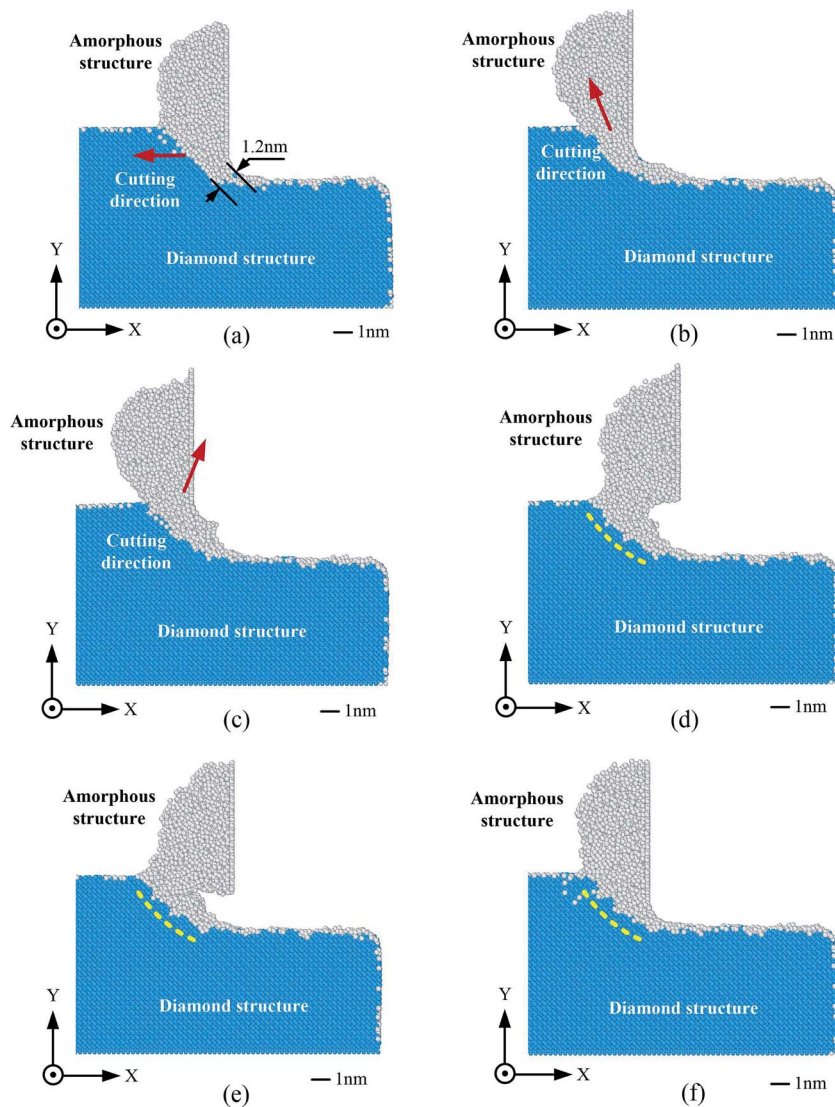 Amorphous
structure
1.2nm
Cutting
direction
Diamond structure
Y
X
1nm
(a)
Amorphous
structure
Cutting
direction
Diamond structure
Y
X
1nm
(b)
Amorphous
structure
Cutting
direction
Diamond structure
Y
X
1nm
(c)
Amorphous
structure
Diamond structure
Y
X
1nm
(d)
Amorphous
structure
Diamond structure
Y
X
1nm
(e)
Amorphous
structure
Diamond structure
Y
X
1nm
(f)